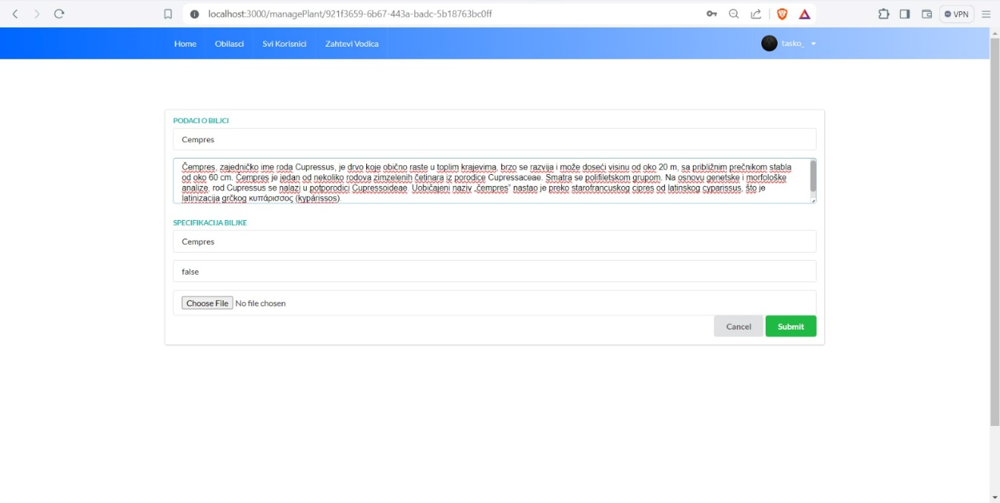 localhost:3000/managePlant/921f3659-6b67-443a-badc-5b18763bc0ff
VPN
Home Obilasci Svi Korisnici Zahtevi Vodica tasko_
PODACI O BILJCI
Cempres
Čempres, zajedničko ime roda Cupressus, je drvo koje obično raste u toplim krajevima, brzo se razvija i može doseći visinu od oko 20 m, sa približnim prečnikom stabla
od oko 60 cm. Čempres je jedan od nekoliko rodova zimzelenih četinara iz porodice Cupressaceae. Smatra se polifiletskom grupom. Na osnovu genetske i morfološke
analize, rod Cupressus se nalazi u potporodici Cupressoideae. Uobičajeni naziv „čempres” nastao je preko starofrancuskog cipres od latinskog cyparissus, što je
latinizacija grčkog κυπάρισσος (kypárissos).
SPECIFIKACIJA BILJKE
Cempres
false
Choose File No file chosen
Cancel Submit